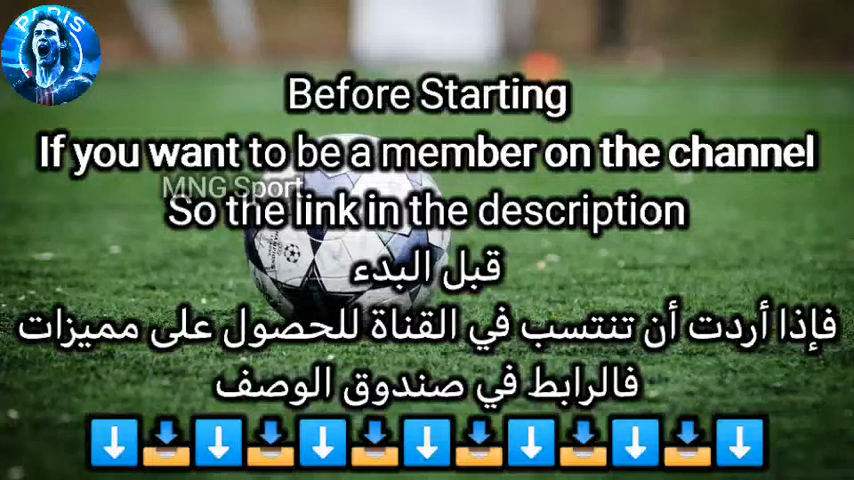 PARIS
Before Starting
If you want to be a member on the channel
MNG Sport
So the link in the description
قبل البدء
فإذا أردت أن تنتسب في القناة للحصول على مميزات
فالرابط في صندوق الوصف